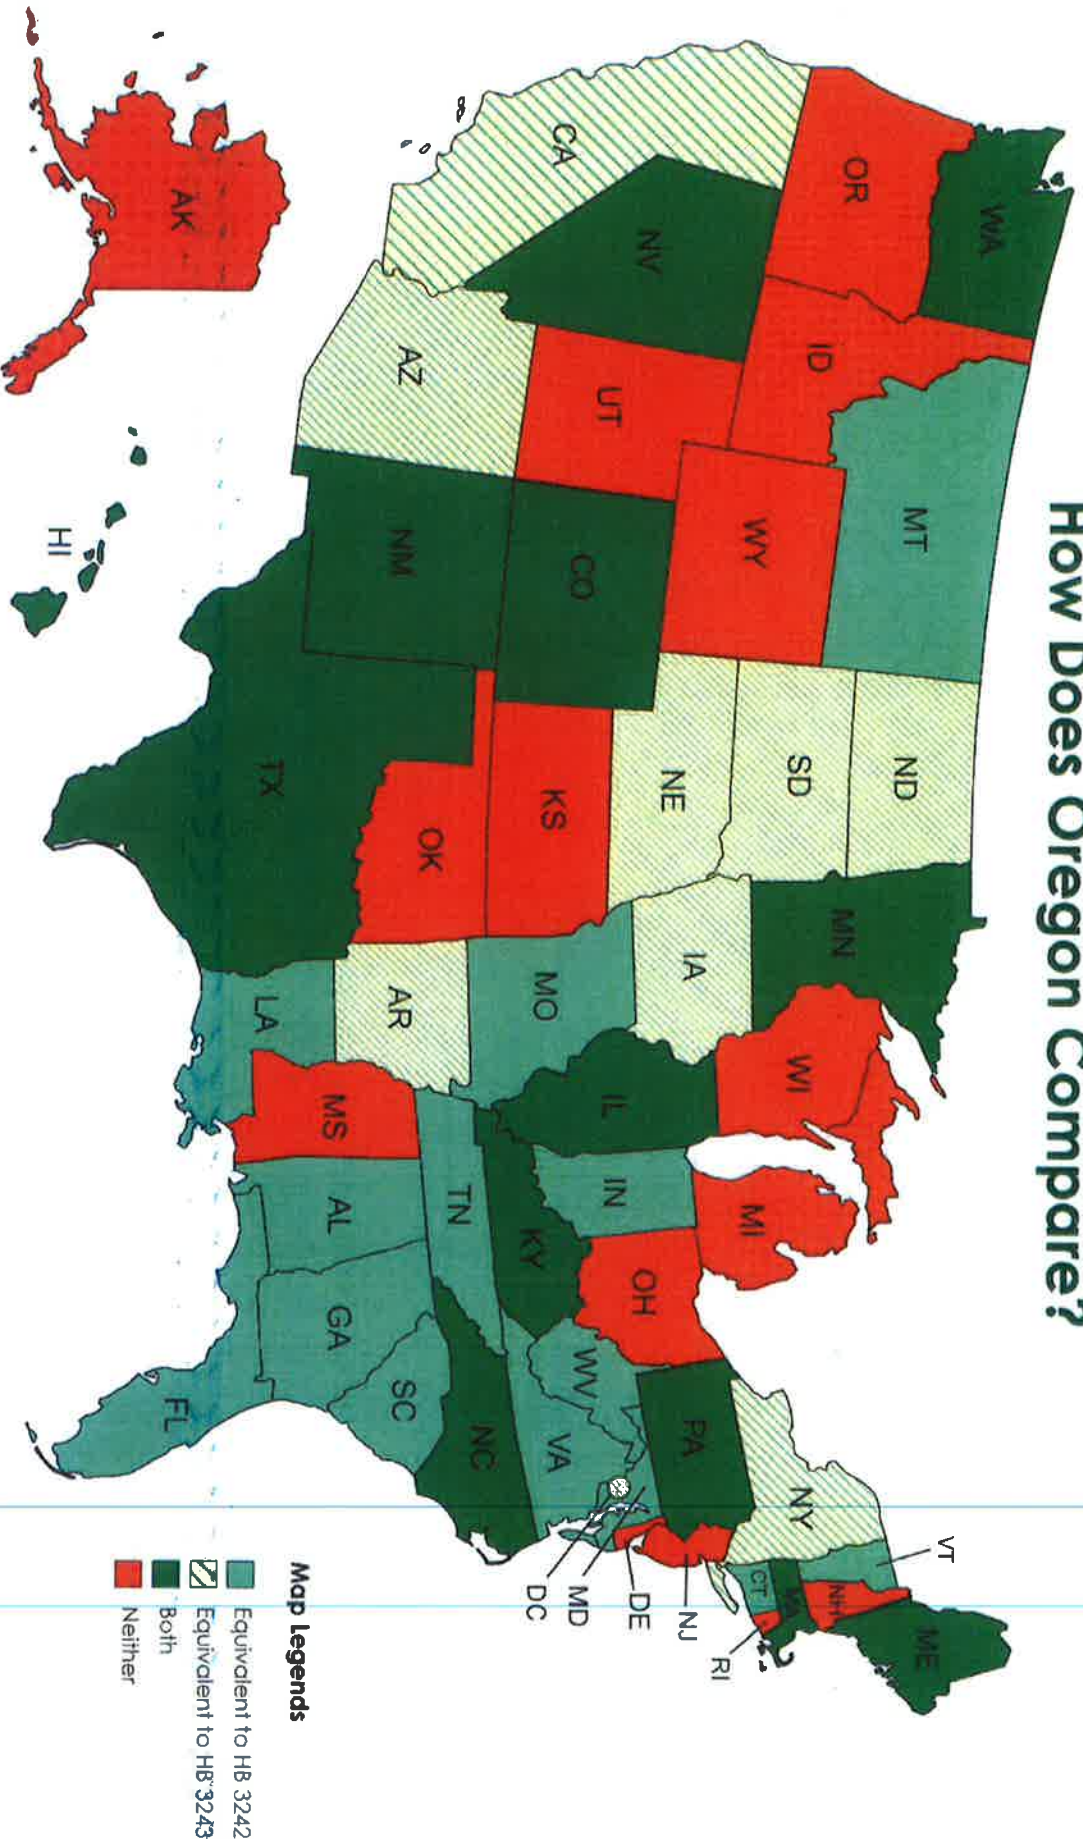 How Does Oregon Compare?
WA
OR
CA
NV
ID
MT
UT
AZ
WY
CO
NM
ND
SD
NE
KS
OK
TX
MN
IA
MO
AR
LA
WI
IL
MS
MI
IN
OH
KY
TN
AL
GA
FL
SC
NC
VA
WV
PA
NY
VT
NH
ME
MA
CT
RI
NJ
DE
MD
DC
AK
HI
Map Legends
Equivalent to HB 3242
Equivalent to HB 3243
Both
Neither